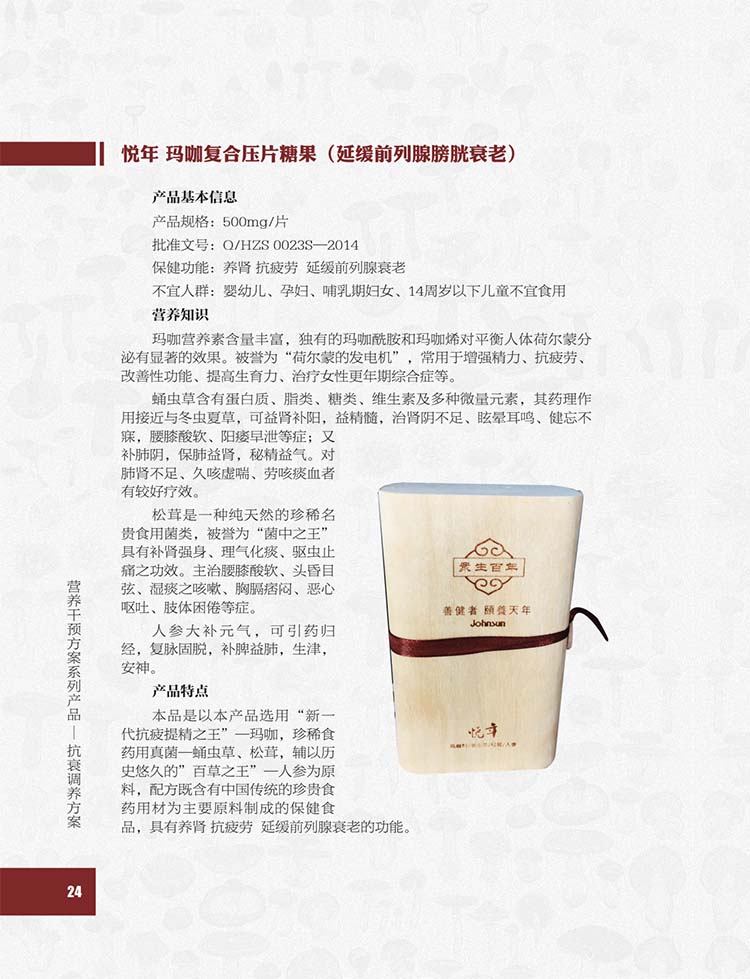 悦年 玛咖复合压片糖果（延缓前列腺膀胱衰老）
产品基本信息
产品规格：500mg/片
批准文号：Q/HZS 0023S—2014
保健功能：养肾 抗疲劳 延缓前列腺衰老
不宜人群：婴幼儿、孕妇、哺乳期妇女、14周岁以下儿童不宜食用
营养知识
玛咖营养素含量丰富，独有的玛咖酰胺和玛咖烯对平衡人体荷尔蒙分
泌有显著的效果。被誉为“荷尔蒙的发电机”，常用于增强精力、抗疲劳、
改善性功能、提高生育力、治疗女性更年期综合症等。
蛹虫草含有蛋白质、脂类、糖类、维生素及多种微量元素，其药理作
用接近与冬虫夏草，可益肾补阳，益精髓，治肾阴不足、眩晕耳鸣、健忘不
寐，腰膝酸软、阳痿早泄等症；又
补肺阴，保肺益肾，秘精益气。对
肺肾不足、久咳虚喘、劳咳痰血者
有较好疗效。
松茸是一种纯天然的珍稀名
贵食用菌类，被誉为“菌中之王”
具有补肾强身、理气化痰、驱虫止
痛之功效。主治腰膝酸软、头昏目
弦、湿痰之咳嗽、胸膈痞闷、恶心
呕吐、肢体困倦等症。
人参大补元气，可引药归
经，复脉固脱，补脾益肺，生津，
安神。
产品特点
本品是以本产品选用“新一
代抗疲提精之王”—玛咖，珍稀食
药用真菌—蛹虫草、松茸，辅以历
史悠久的”百草之王”—人参为原
料，配方既含有中国传统的珍贵食
药用材为主要原料制成的保健食
品，具有养肾 抗疲劳 延缓前列腺衰老的功能。
营养干预方案系列产品—抗衰调养方案
24
景生百年
善健者 頤養天年
Johnsun
悦年